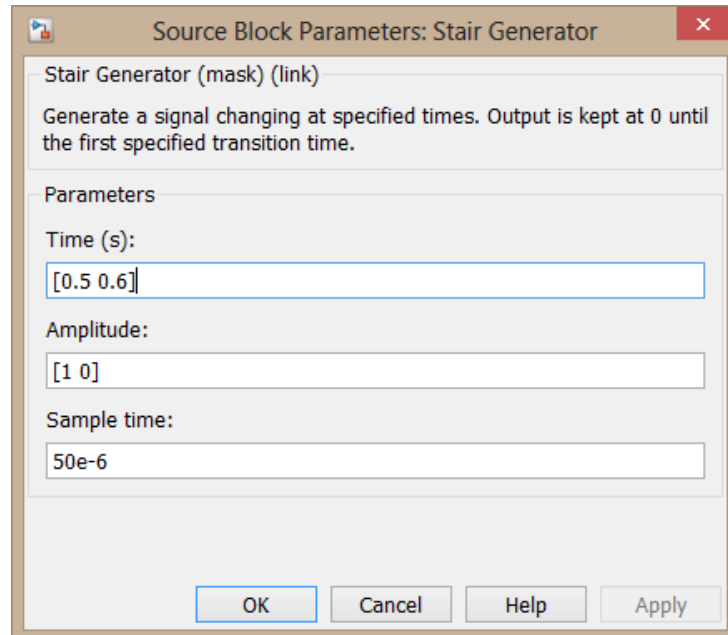 Source Block Parameters: Stair Generator
Stair Generator (mask) (link)
Generate a signal changing at specified times. Output is kept at 0 until
the first specified transition time.
Parameters
Time (s):
[0.5 0.6]
Amplitude:
[1 0]
Sample time:
50e-6
OK Cancel Help Apply